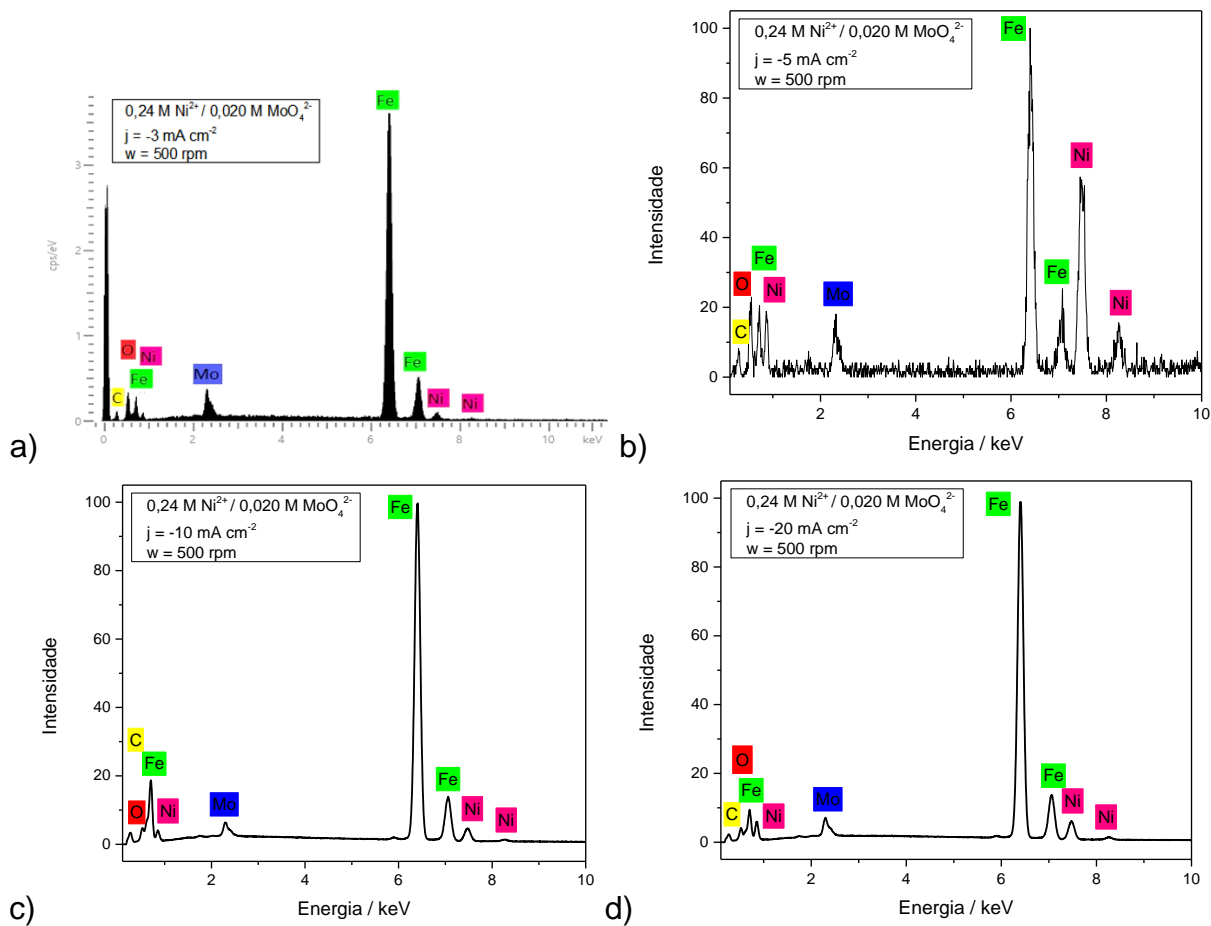 0,24 M Ni²⁺ / 0,020 M MoO₄²⁻
j = -3 mA cm⁻²
w = 500 rpm
Fe
3
2
1
0
cps/eV
C
O
Ni
Fe
Mo
Fe
Ni
Ni
0 2 4 6 8 10 keV
a)
0,24 M Ni²⁺ / 0,020 MoO₄²⁻
j = -5 mA cm⁻²
w = 500 rpm
Fe
100
80
60
40
20
0
Intensidade
C
O
Fe
Ni
Mo
Fe
Ni
Ni
2 4 6 8 10
Energia / keV
b)
0,24 M Ni²⁺ / 0,020 M MoO₄²⁻
j = -10 mA cm⁻²
w = 500 rpm
Fe
100
80
60
40
20
0
Intensidade
C
Fe
O
Ni
Mo
Fe
Ni
Ni
2 4 6 8 10
Energia / keV
c)
0,24 M Ni²⁺ / 0,020 M MoO₄²⁻
j = -20 mA cm⁻²
w = 500 rpm
Fe
100
80
60
40
20
0
Intensidade
O
Fe
C
Ni
Mo
Fe
Ni
Ni
2 4 6 8 10
Energia / keV
d)